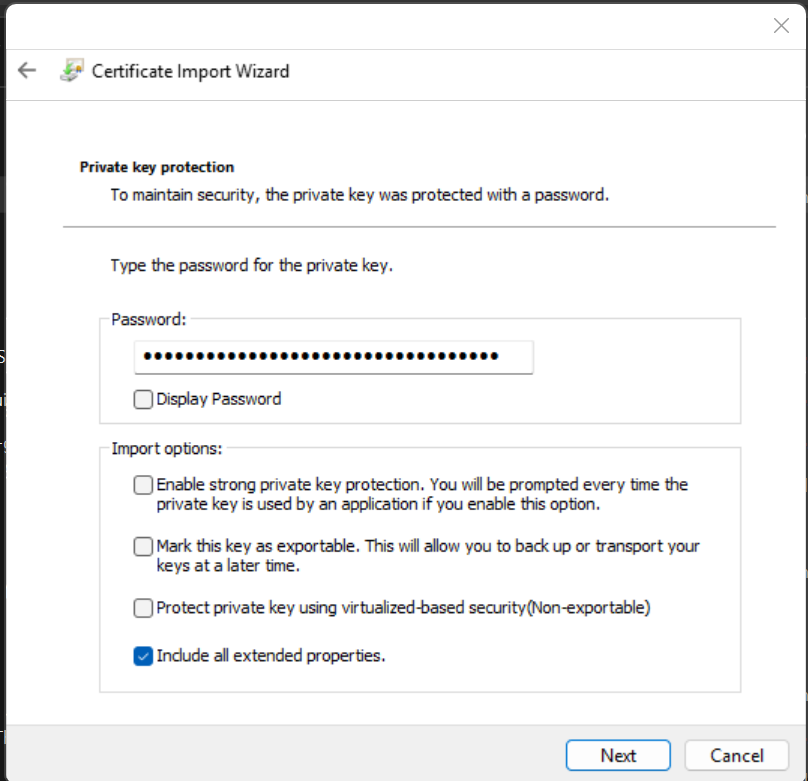 Certificate Import Wizard
Private key protection
To maintain security, the private key was protected with a password.
Type the password for the private key.
Password:
••••••••••••••••••••••••••••••••••
Display Password
Import options:
Enable strong private key protection. You will be prompted every time the
private key is used by an application if you enable this option.
Mark this key as exportable. This will allow you to back up or transport your
keys at a later time.
Protect private key using virtualized-based security(Non-exportable)
Include all extended properties.
Next
Cancel